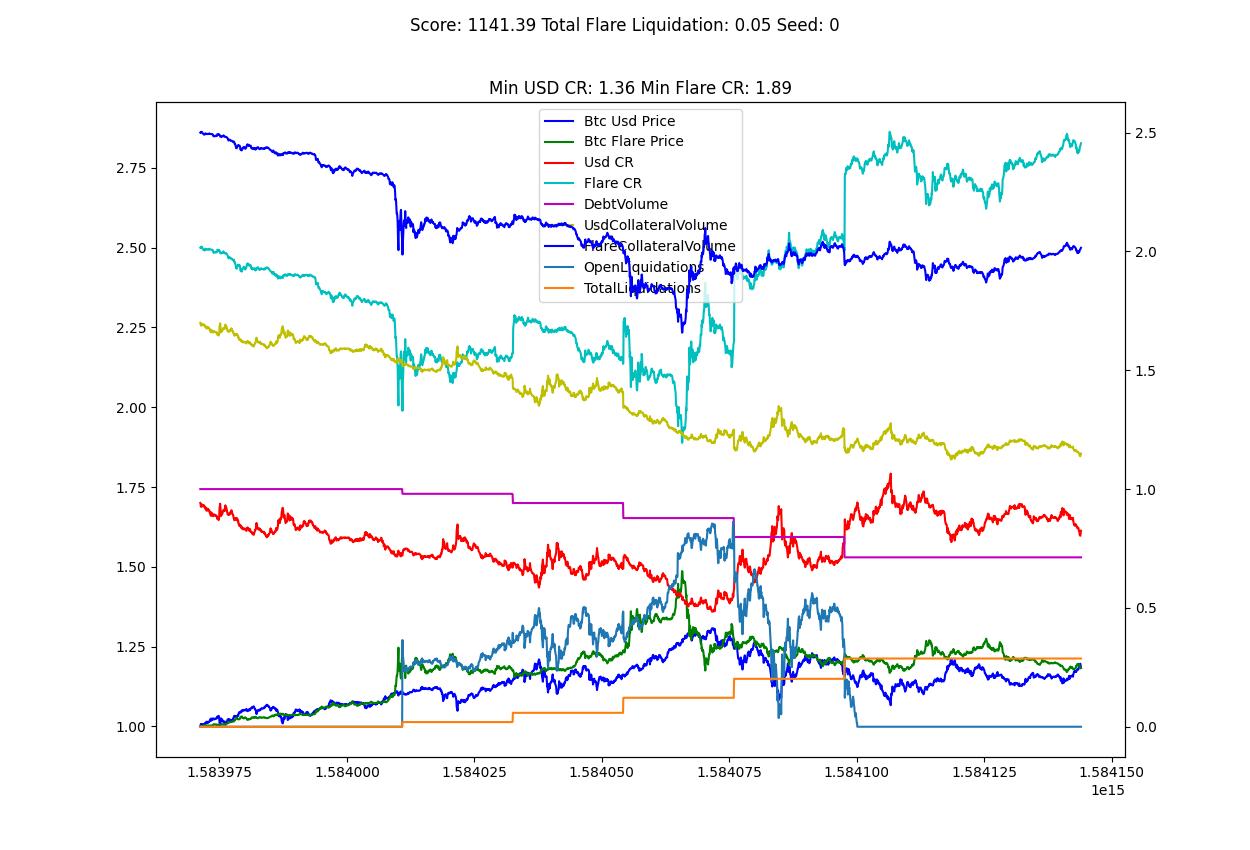 Score: 1141.39 Total Flare Liquidation: 0.05 Seed: 0
Min USD CR: 1.36 Min Flare CR: 1.89
Btc Usd Price
Btc Flare Price
Usd CR
Flare CR
DebtVolume
UsdCollateralVolume
FlareCollateralVolume
OpenLiquidations
TotalLiquidations
2.75
2.50
2.25
2.00
1.75
1.50
1.25
1.00
2.5
2.0
1.5
1.0
0.5
0.0
1.583975 1.584000 1.584025 1.584050 1.584075 1.584100 1.584125 1.584150
1e15